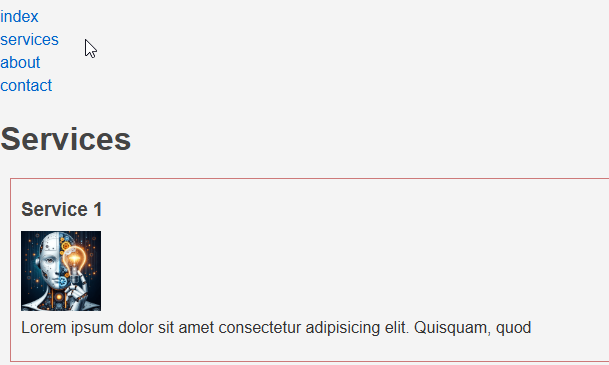 index
services
about
contact
Services
Service 1
Lorem ipsum dolor sit amet consectetur adipisicing elit. Quisquam, quod